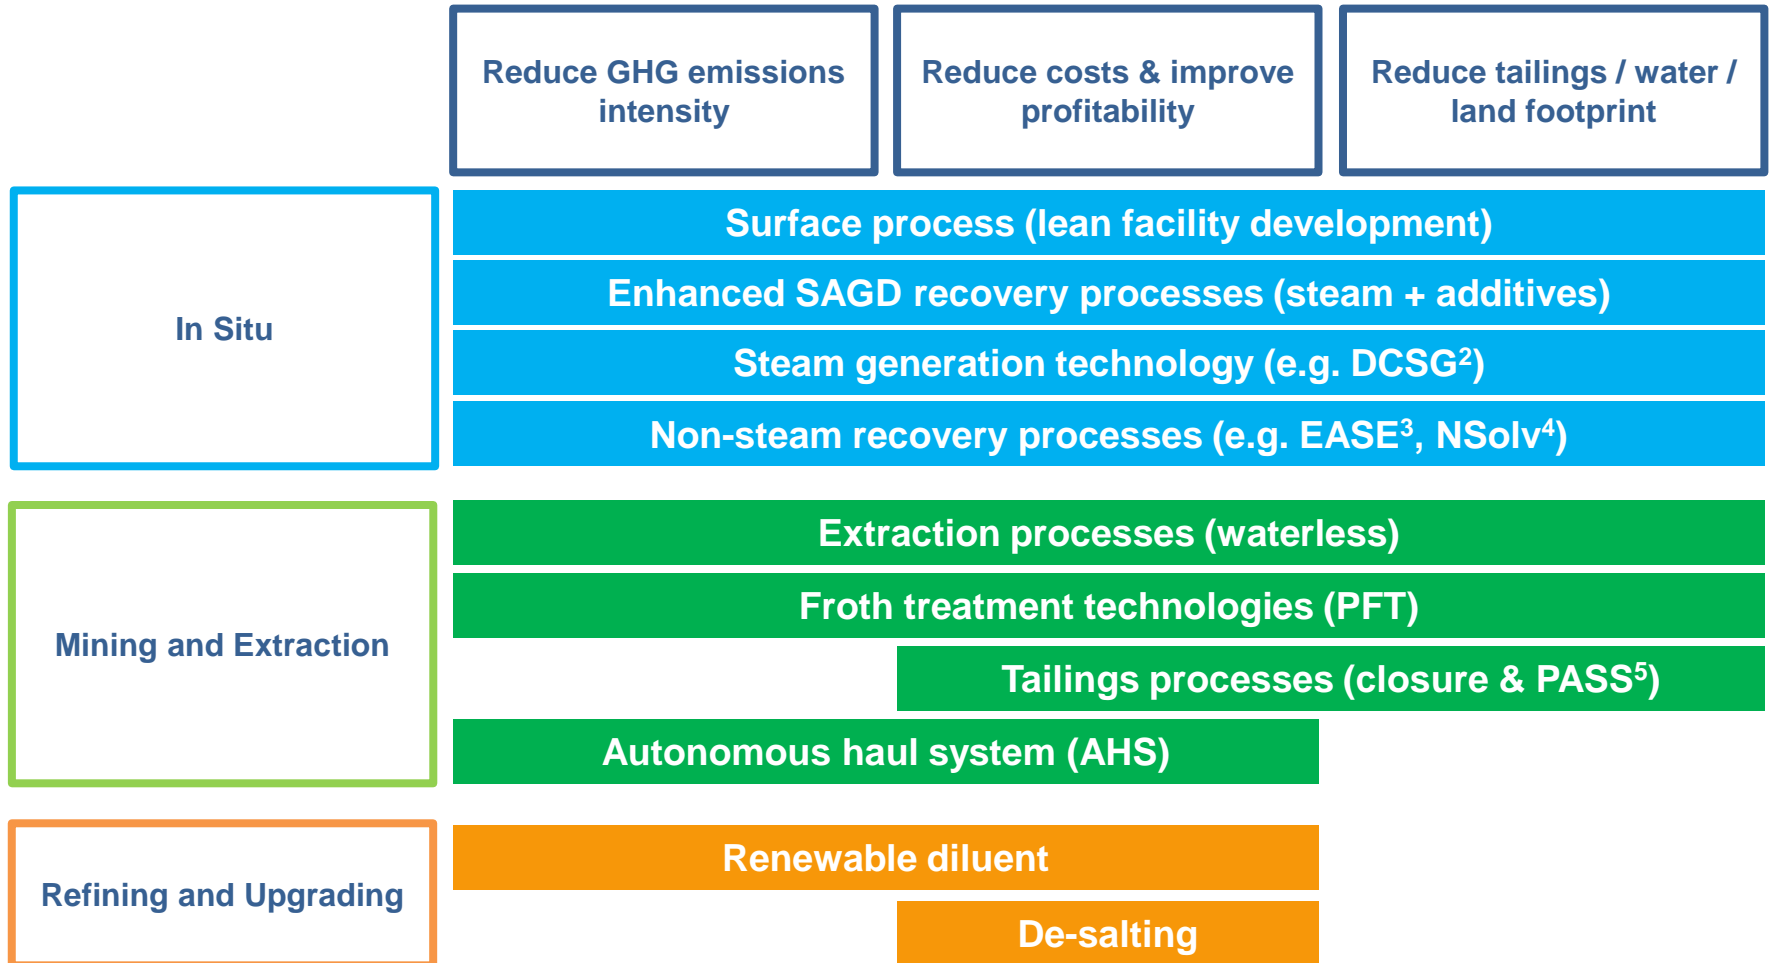 Reduce GHG emissions
intensity
Reduce costs & improve
profitability
Reduce tailings / water /
land footprint
In Situ
Surface process (lean facility development)
Enhanced SAGD recovery processes (steam + additives)
Steam generation technology (e.g. DCSG²)
Non-steam recovery processes (e.g. EASE³, NSolv⁴)
Mining and Extraction
Extraction processes (waterless)
Froth treatment technologies (PFT)
Tailings processes (closure & PASS⁵)
Autonomous haul system (AHS)
Refining and Upgrading
Renewable diluent
De-salting